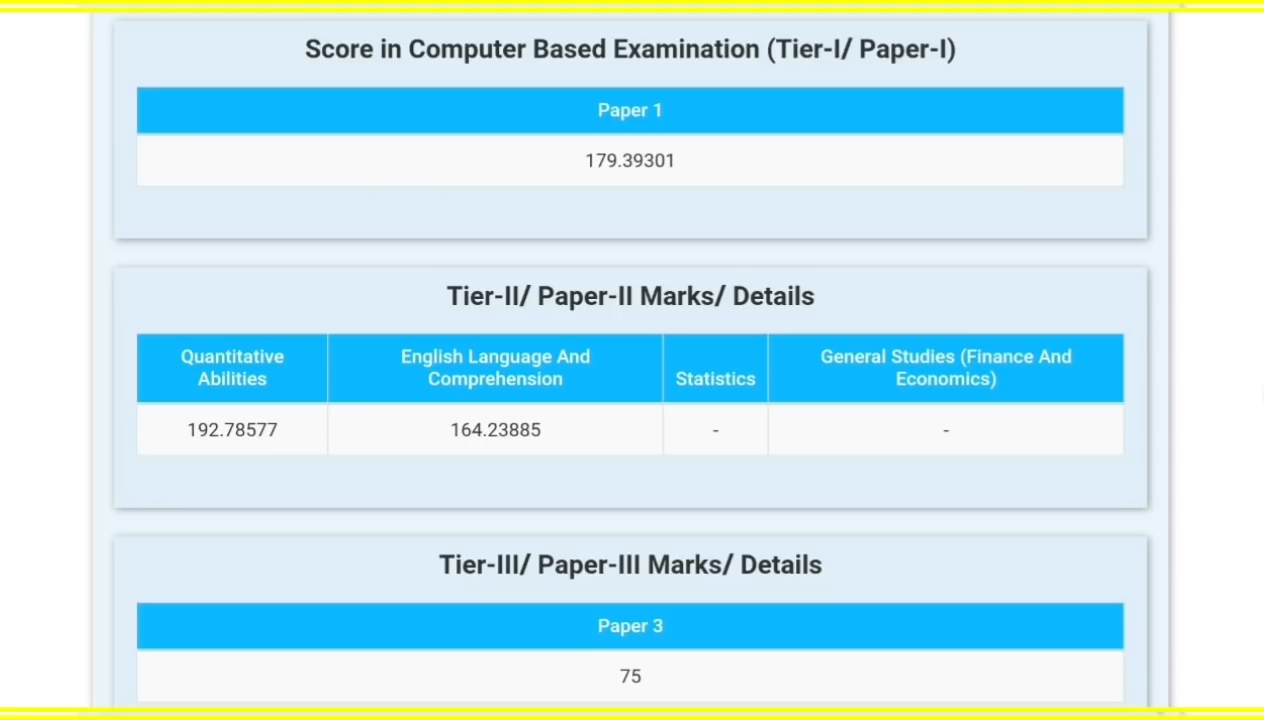 Score in Computer Based Examination (Tier-I/ Paper-I)
Paper 1
179.39301
Tier-II/ Paper-II Marks/ Details
Quantitative Abilities
English Language And Comprehension
Statistics
General Studies (Finance And Economics)
192.78577
164.23885
-
-
Tier-III/ Paper-III Marks/ Details
Paper 3
75